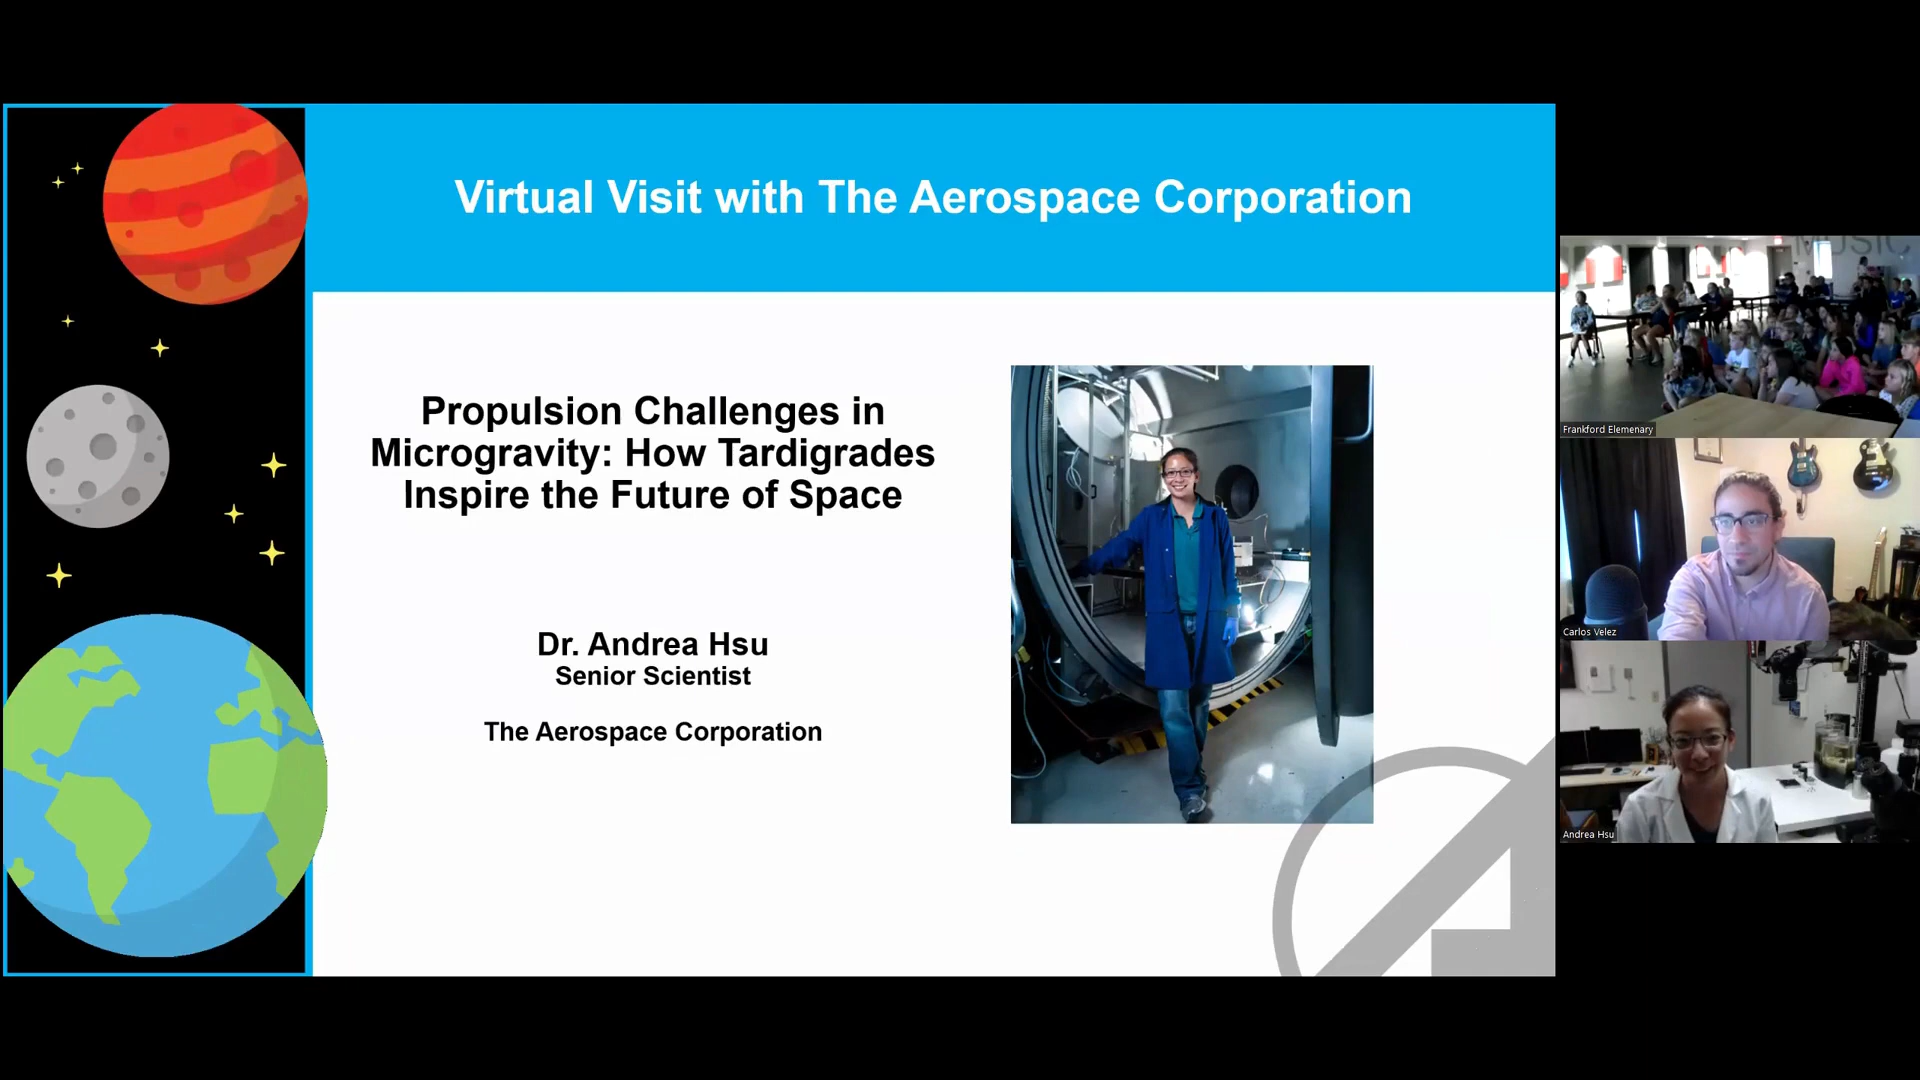 Virtual Visit with The Aerospace Corporation
Propulsion Challenges in
Microgravity: How Tardigrades
Inspire the Future of Space
Dr. Andrea Hsu
Senior Scientist
The Aerospace Corporation
MUSIC
Frankford Elemenary
Carlos Velez
Andrea Hsu